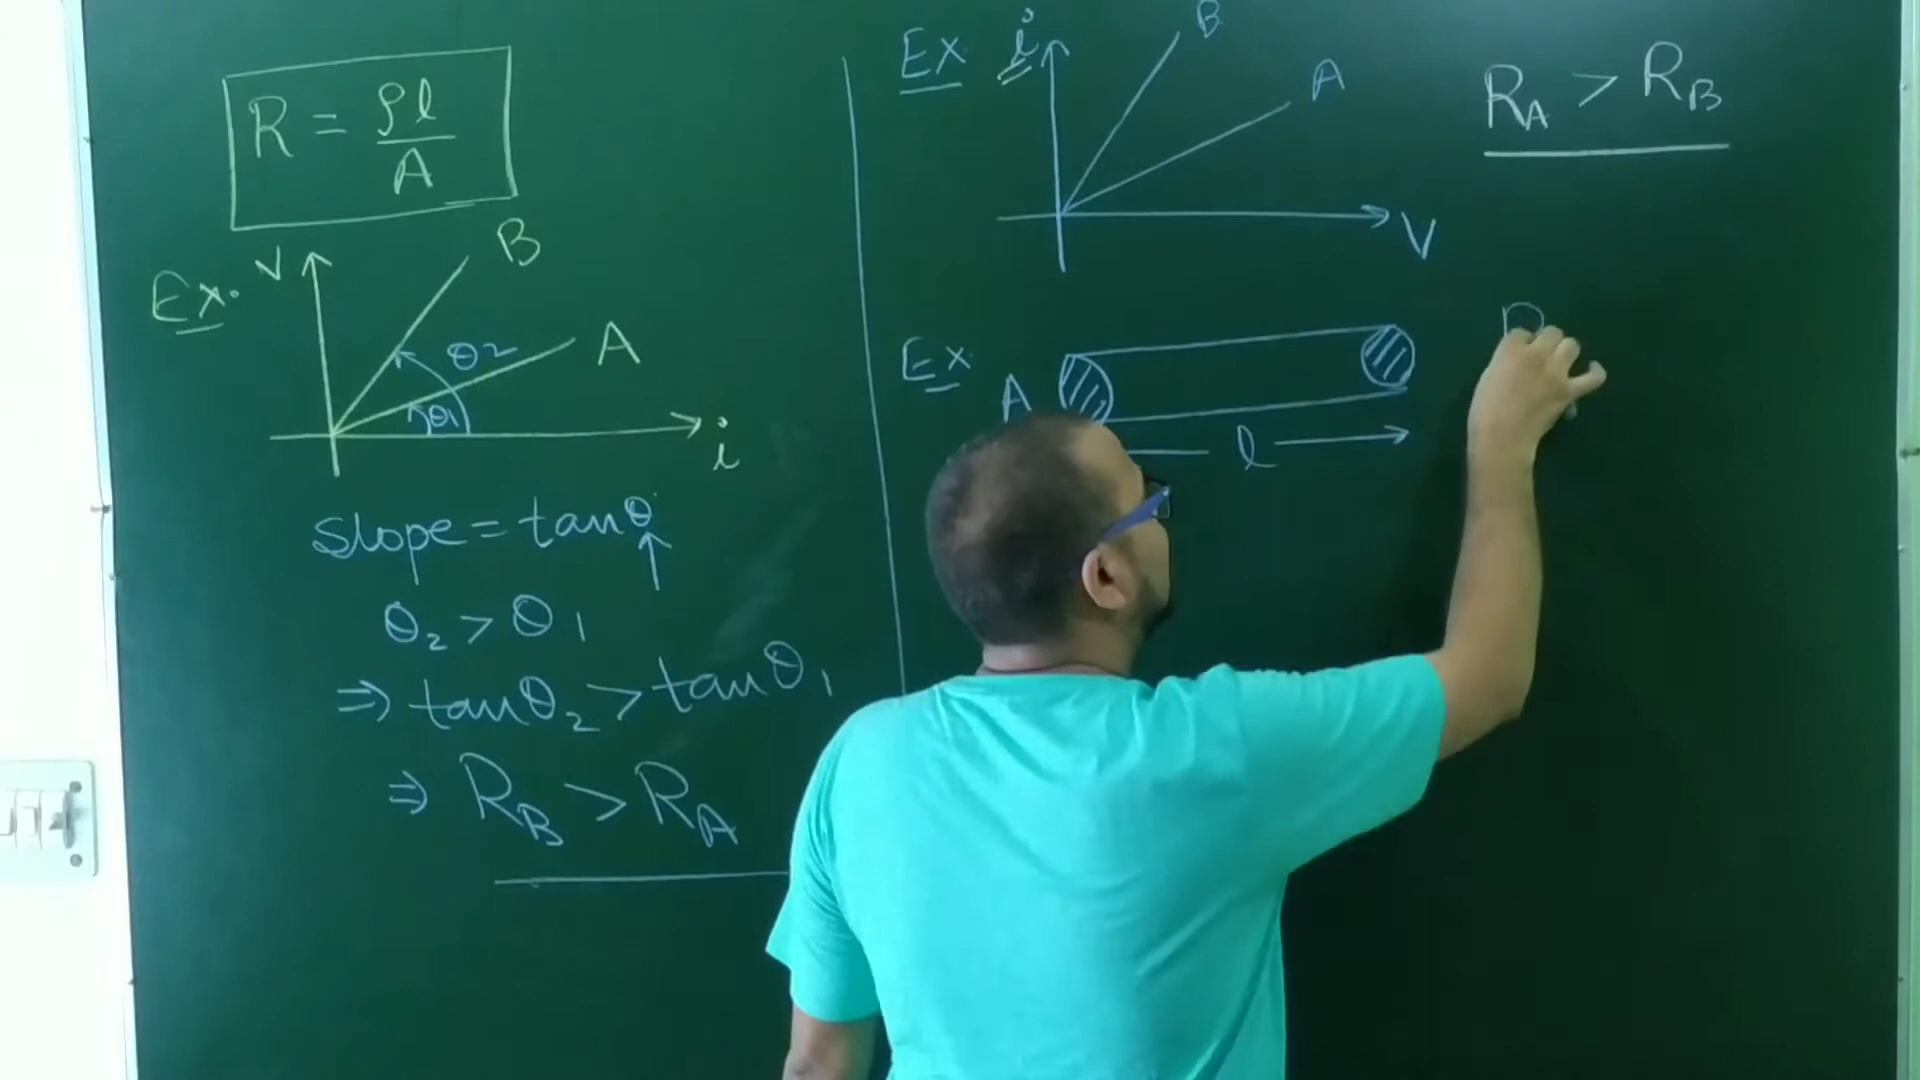 R = ρl / A
Ex. V B
A
θ2
θ1
i
Slope = tanθ
θ2 > θ1
⇒ tanθ2 > tanθ1
⇒ RB > RA
Ex i B
A
V
RA > RB
Ex
A
l